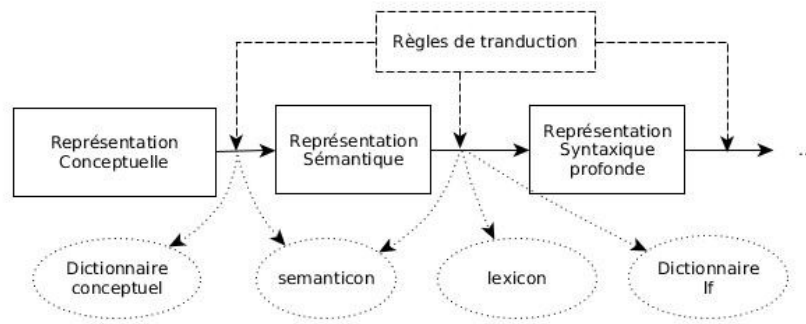 Règles de tranduction
Représentation
Conceptuelle
Représentation
Sémantique
Représentation
Syntaxique
profonde
..
Dictionnaire
conceptuel
semanticon
lexicon
Dictionnaire
lf